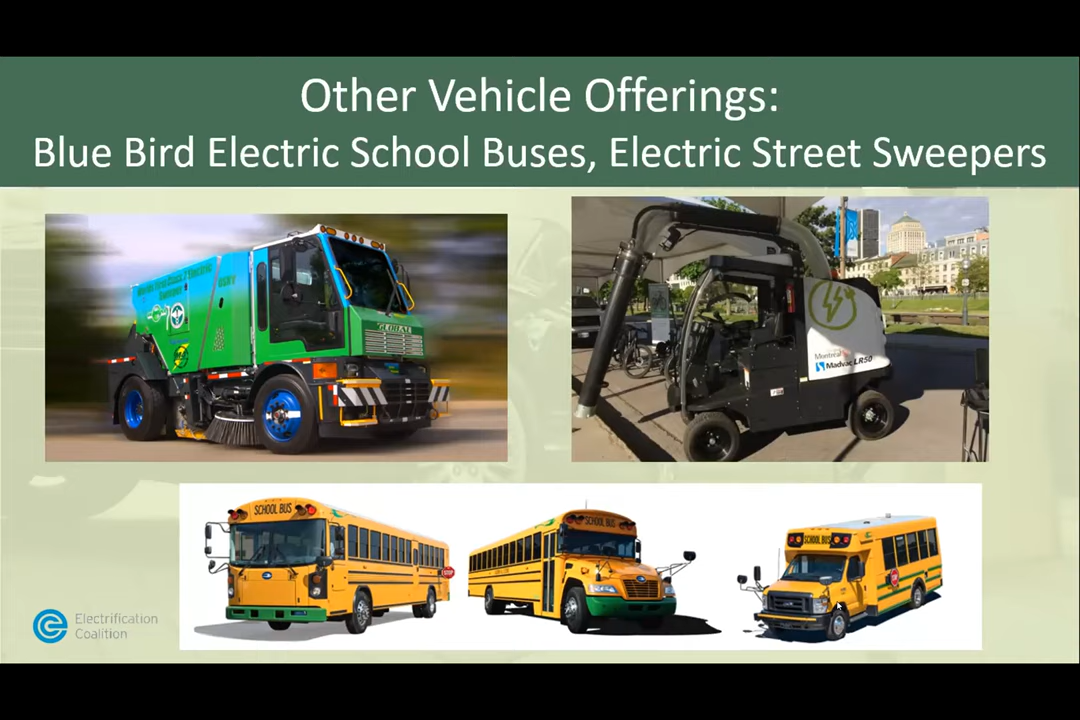 Other Vehicle Offerings:
Blue Bird Electric School Buses, Electric Street Sweepers
GLOBAL
Montréal
Madvac LR50
SCHOOL BUS
STOP
SCHOOL BUS
SCHOOL BUS
Electrification
Coalition